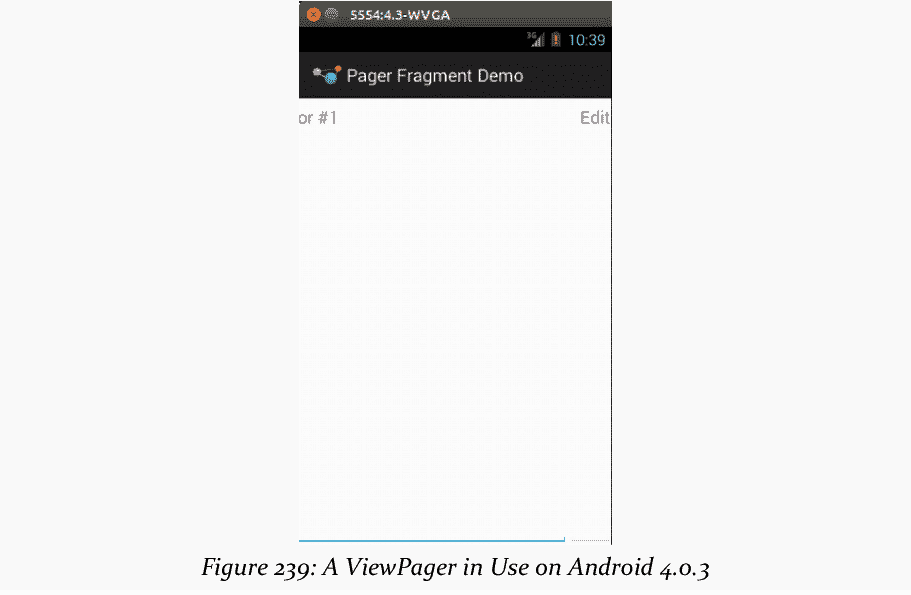 5554:4.3-WVGA
3G 10:39
Pager Fragment Demo
or #1 Edit
Figure 239: A ViewPager in Use on Android 4.0.3